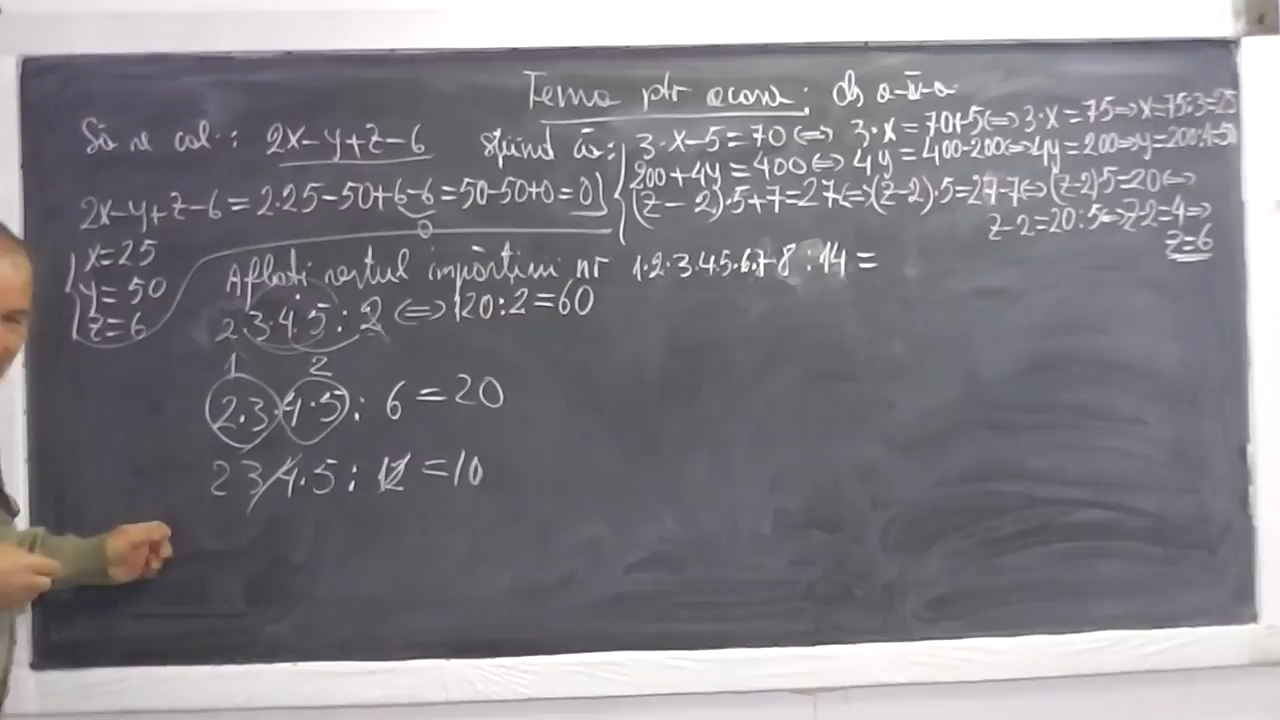 Tema ptr acasă: cls a-IV-a
Să se cal.: 2x-y+z-6 știind că: 3·x-5=70 ⇔ 3·x=70+5 ⇔ 3·x=75 ⇒ x=75:3=25
200+4y=400 ⇔ 4y=400-200 ⇔ 4y=200 ⇒ y=200:4=50
2x-y+z-6=2·25-50+6-6=50-50+0=0 (z-2)·5+7=27 ⇔ (z-2)·5=27-7 ⇔ (z-2)·5=20 ⇔
0
z-2=20:5 ⇔ z-2=4 ⇒
z=6
x=25
y=50
z=6
Aflați restul împărțirii nr 1·2·3·4·5·6·7·8:14=
2·3·4·5:2 ⇔ 120:2=60
1 2
2·3·4·5:6=20
2 3 4·5:12=10